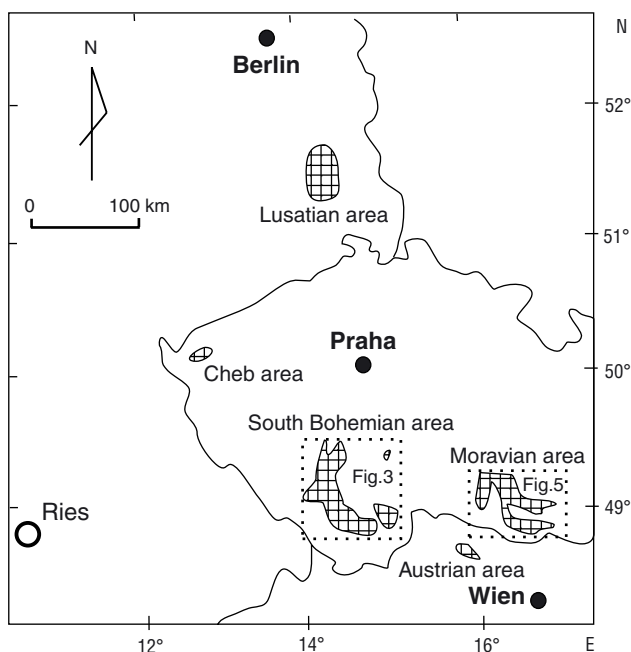 N
Berlin
N
52°
0 100 km
Lusatian area
51°
Praha
50°
Cheb area
South Bohemian area
Moravian area
Fig.3
Fig.5
49°
Ries
Austrian area
Wien
12° 14° 16° E